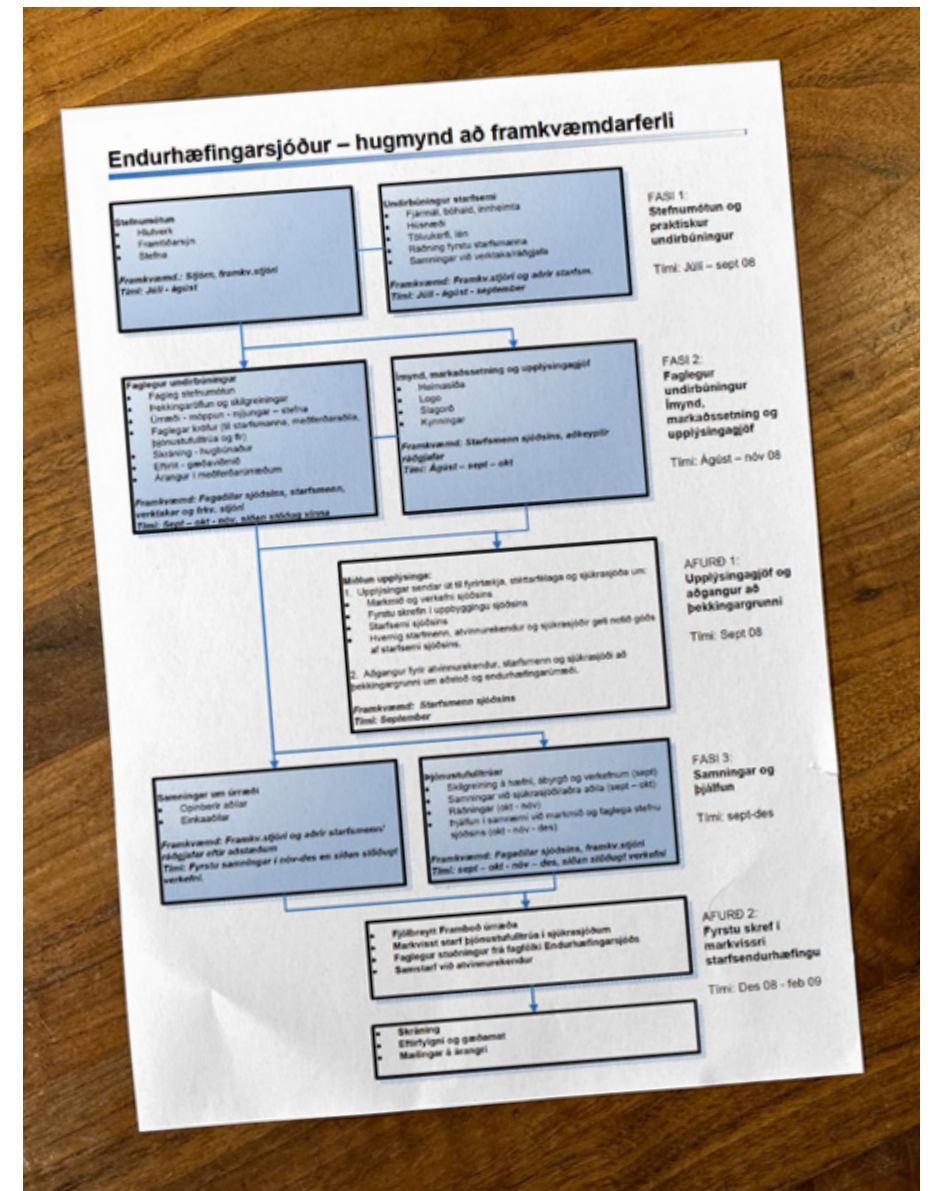 Endurhæfingarsjóður – hugmynd að framkvæmdarferli
Stefnumótun
Hlutverk
Framtíðarsýn
Stefna
Framkvæmd.: Stjórn, framkv.stjóri
Tími: Júlí - ágúst
Undirbúningur starfsemi
Fjármál, bóhald, innheimta
Húsnæði
Tölvukerfi, lén
Ráðning fyrstu starfsmanna
Samningar við verktaka/ráðgjafa
Framkvæmd: Framkv.stjóri og aðrir starfsm.
Tími: Júlí - ágúst - september
FASI 1:
Stefnumótun og
praktiskur
undirbúningur
Tími: Júlí – sept 08
Faglegur undirbúningur
Fagleg stefnumótun
Þekkingaröflun og skilgreiningar
Úrræði - möppun - nýjungar – stefna
Faglegar kröfur (til starfsmanna, meðferðaraðila,
þjónustufulltrúa og flr)
Skráning - hugbúnaður
Eftirlit - gæðaviðmið
Árangur í meðferðarúrræðum
Framkvæmd: Fagaðilar sjóðsins, starfsmenn,
verktakar og frkv. stjóri
Tími: Sept – okt - nóv, síðan stöðug vinna
Ímynd, markaðssetning og upplýsingagjöf
Heimasíða
Logo
Slagorð
Kynningar
Framkvæmd: Starfsmenn sjóðsins, aðkeyptir
ráðgjafar
Tími: Ágúst – sept – okt
FASI 2:
Faglegur
undirbúningur
Ímynd,
markaðssetning og
upplýsingagjöf
Tími: Ágúst – nóv 08
Miðlun upplýsinga:
1. Upplýsingar sendar út til fyrirtækja, stéttarfélaga og sjúkrasjóða um:
Markmið og verkefni sjóðsins
Fyrstu skrefin í uppbyggingu sjóðsins
Starfsemi sjóðsins
Hvernig starfmenn, atvinnurekendur og sjúkrasjóðir geti notið góðs
af starfsemi sjóðsins.
2. Aðgangur fyrir atvinnurekendur, starfsmenn og sjúkrasjóði að
þekkingargrunni um aðstoð og endurhæfingarúrræði.
Framkvæmd: Starfsmenn sjóðsins
Tími: September
AFURÐ 1:
Upplýsingagjöf og
aðgangur að
þekkingargrunni
Tími: Sept 08
Samningar um úrræði
Opinberir aðilar
Einkaaðilar
Framkvæmd: Framkv.stjóri og aðrir starfsmenn/
ráðgjafar eftir aðstæðum
Tími: Fyrstu samningar í nóv-des en síðan stöðugt
verkefni.
Þjónustufulltrúar
Skilgreining á hæfni, ábyrgð og verkefnum (sept)
Samningar við sjúkrasjóði/aðra aðila (sept – okt)
Ráðningar (okt - nóv)
Þjálfun í samræmi við markmið og faglega stefnu
sjóðsins (okt - nóv - des)
Framkvæmd: Fagaðilar sjóðsins, framkv.stjóri
Tími: sept – okt - nóv – des, síðan stöðugt verkefni
FASI 3:
Samningar og
þjálfun
Tími: sept-des
Fjölbreytt Framboð úrræða
Markvisst starf þjónustufulltrúa í sjúkrasjóðum
Faglegur stuðningur frá fagfólki Endurhæfingarsjóðs
Samstarf við atvinnurekendur
AFURÐ 2:
Fyrstu skref í
markvissri
starfsendurhæfingu
Tími: Des 08 - feb 09
Skráning
Eftirfylgni og gæðamat
Mælingar á árangri